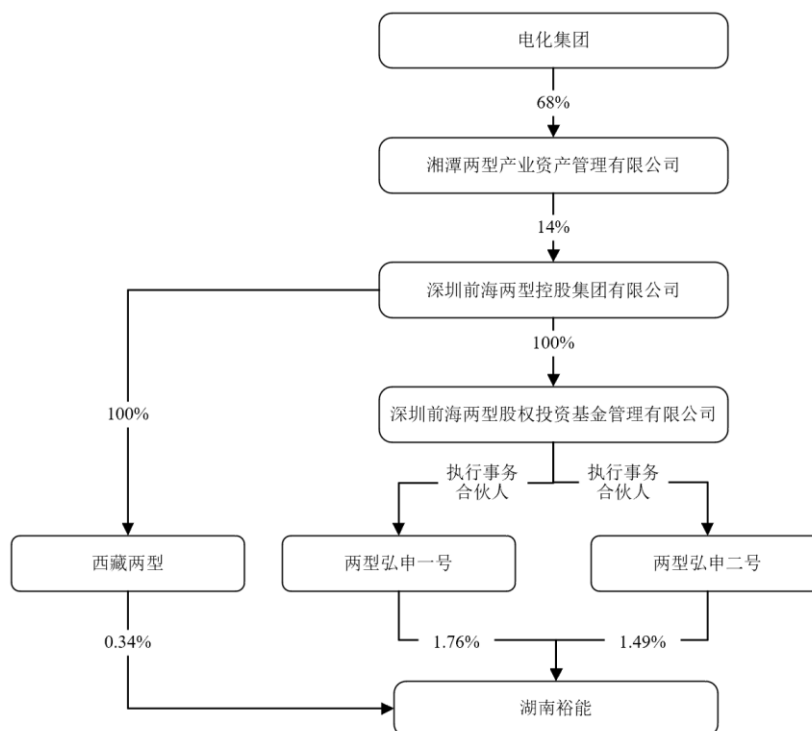 电化集团
68%
湘潭两型产业资产管理有限公司
14%
深圳前海两型控股集团有限公司
100%
深圳前海两型股权投资基金管理有限公司
100%
执行事务
合伙人
执行事务
合伙人
西藏两型
两型弘申一号
两型弘申二号
0.34%
1.76%
1.49%
湖南裕能